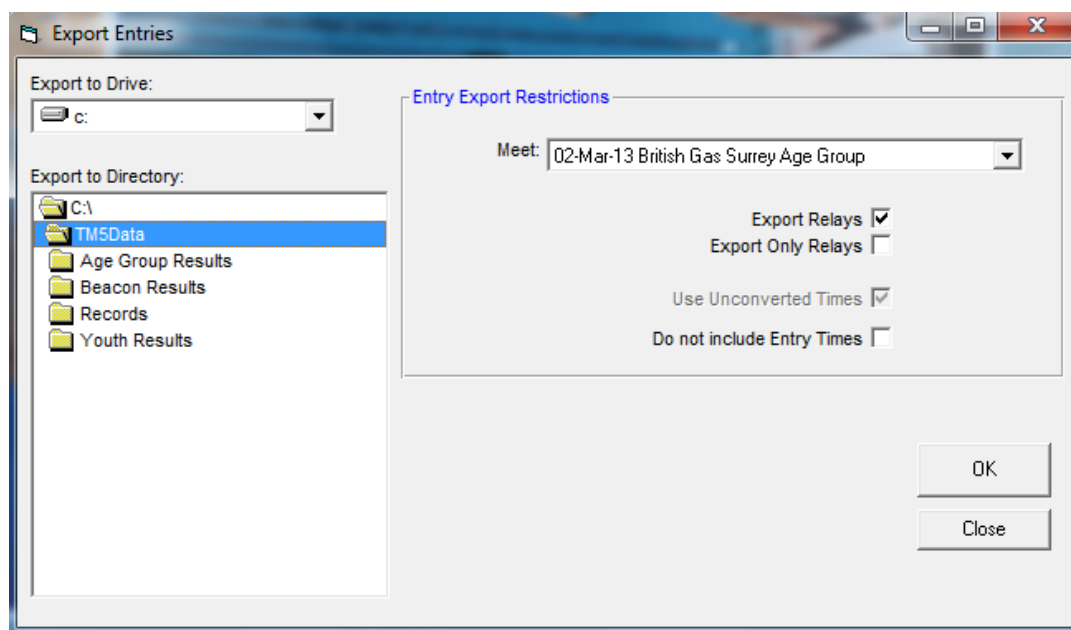 Export Entries
Export to Drive:
c:
Export to Directory:
C:\
TM5Data
Age Group Results
Beacon Results
Records
Youth Results
Entry Export Restrictions
Meet: 02-Mar-13 British Gas Surrey Age Group
Export Relays
Export Only Relays
Use Unconverted Times
Do not include Entry Times
OK
Close